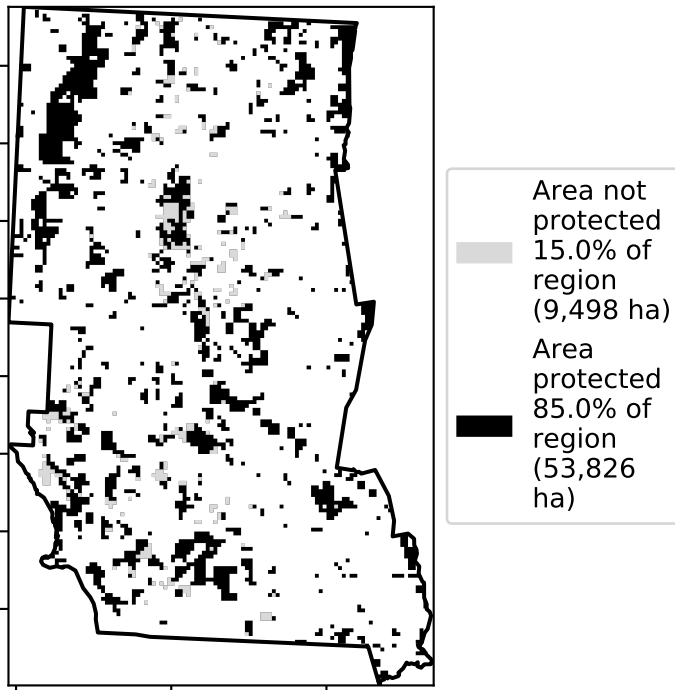 Area not
protected
15.0% of
region
(9,498 ha)
Area
protected
85.0% of
region
(53,826
ha)